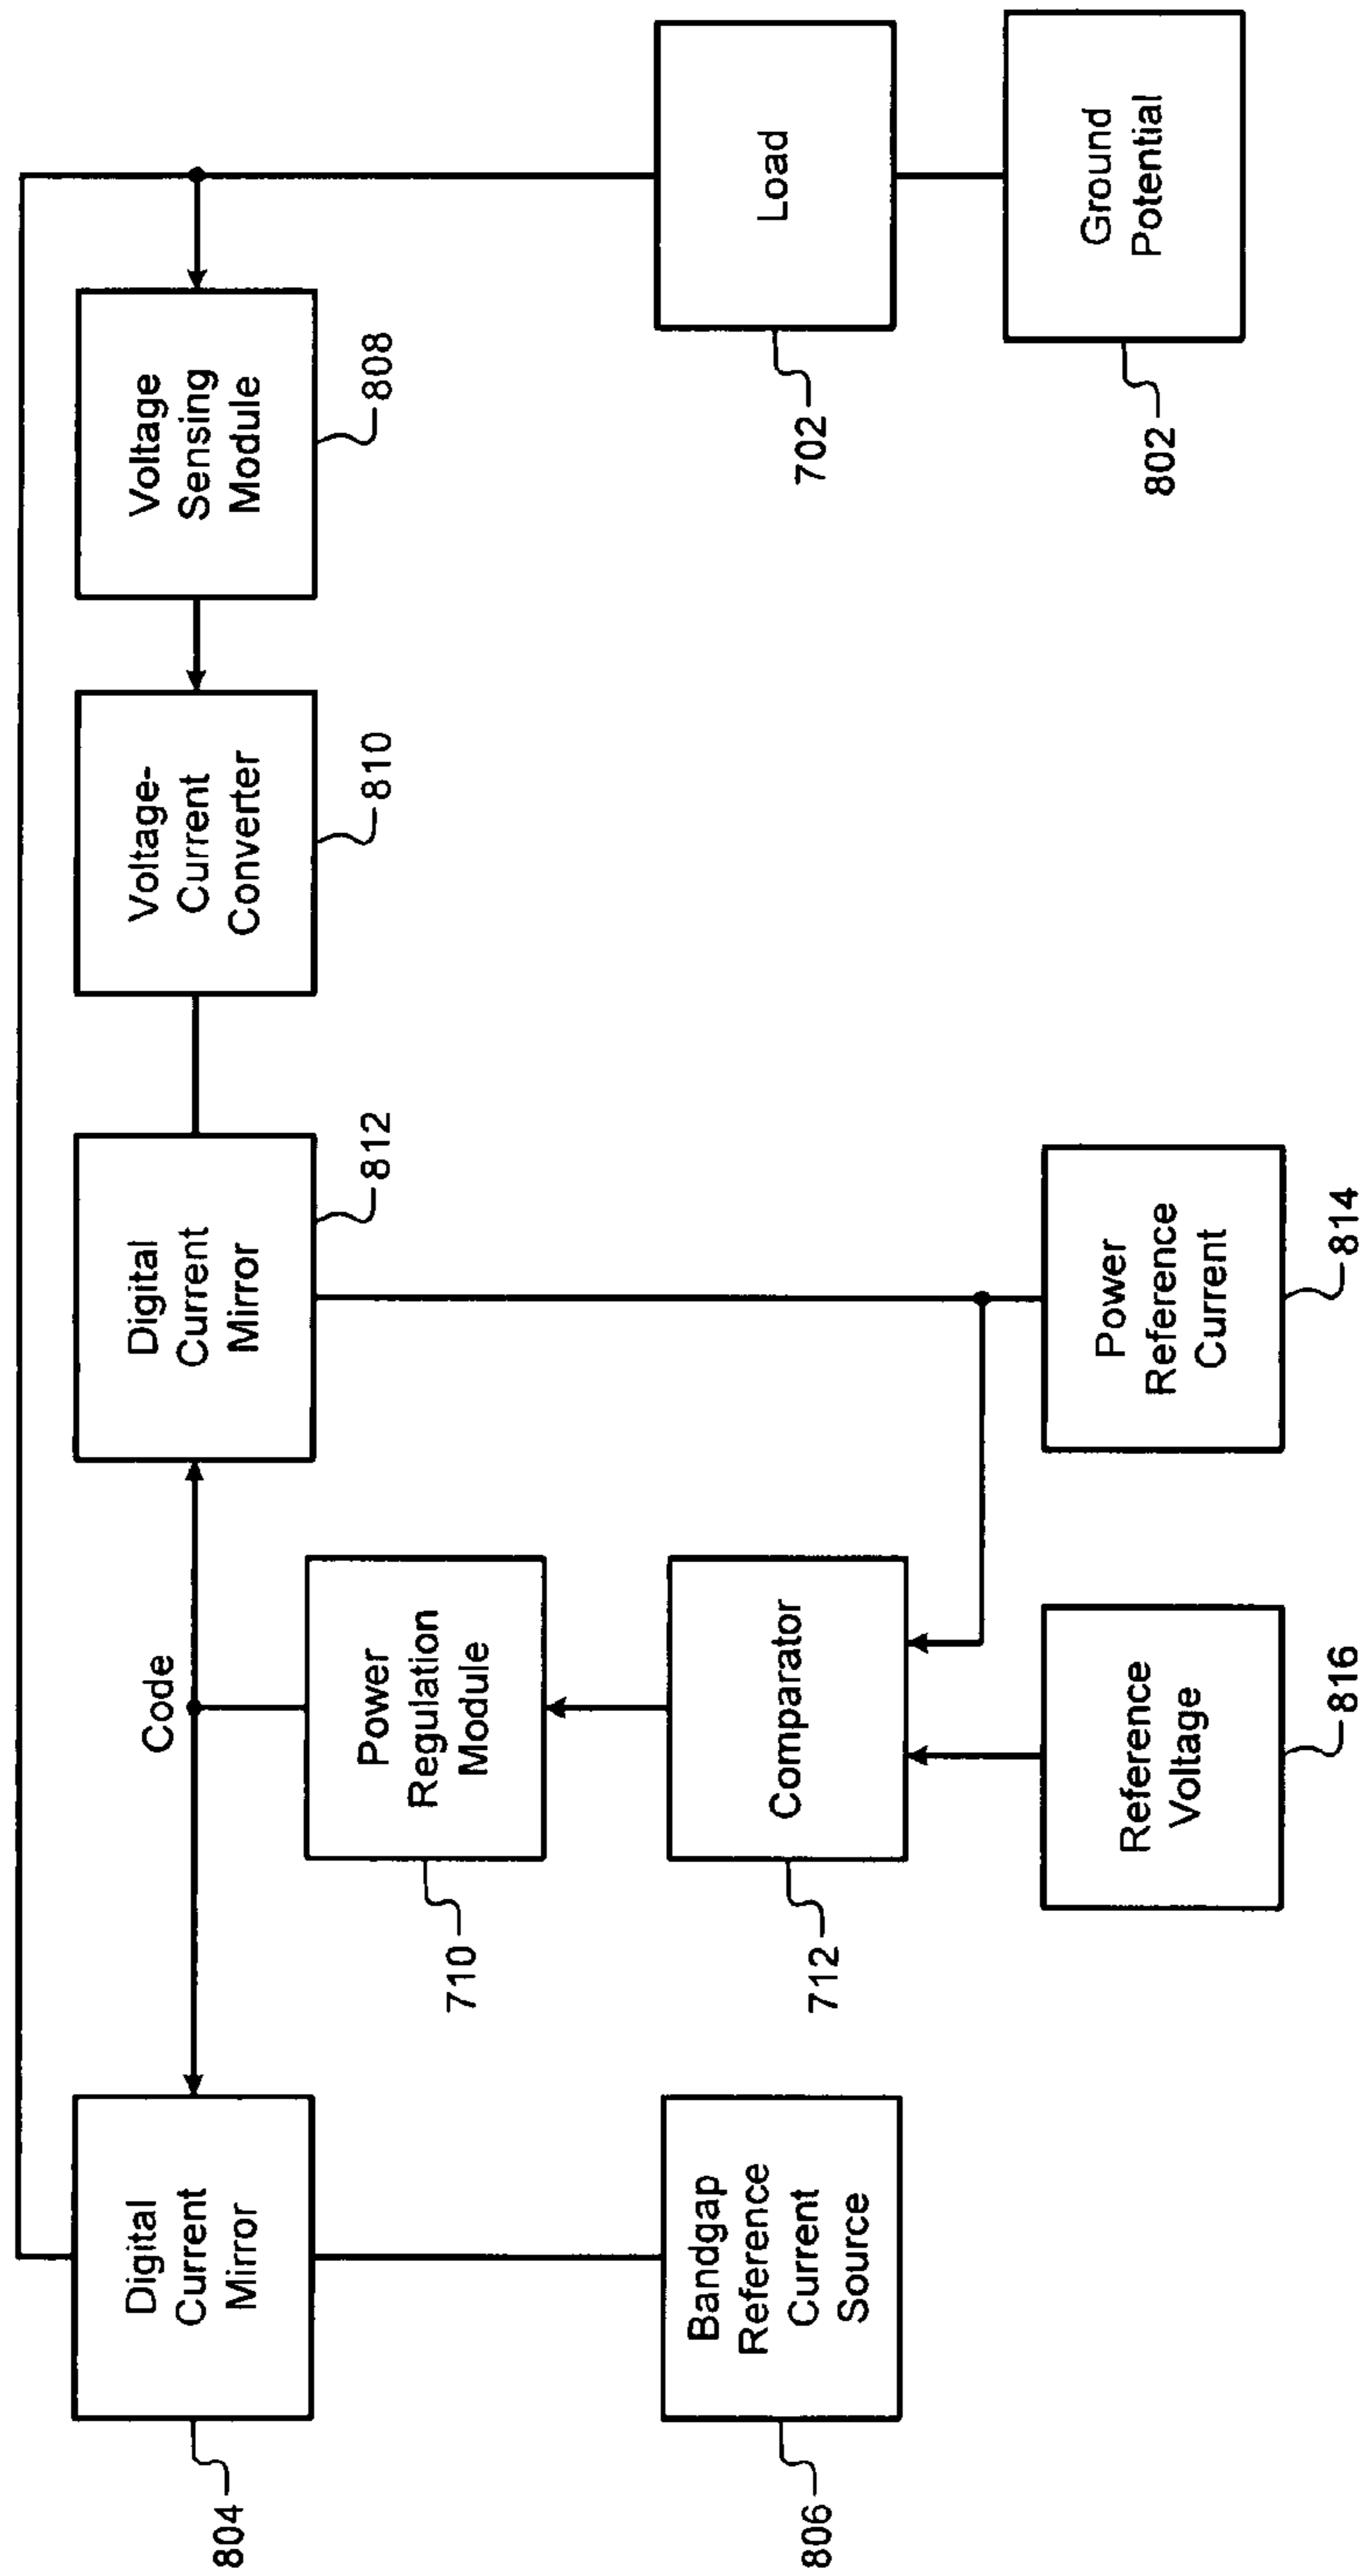 Digital
Current
Mirror
804
Code
Digital
Current
Mirror
812
Voltage-
Current
Converter
810
Voltage
Sensing
Module
808
Power
Regulation
Module
710
Bandgap
Reference
Current
Source
806
Comparator
712
Load
702
Reference
Voltage
816
Power
Reference
Current
814
Ground
Potential
802